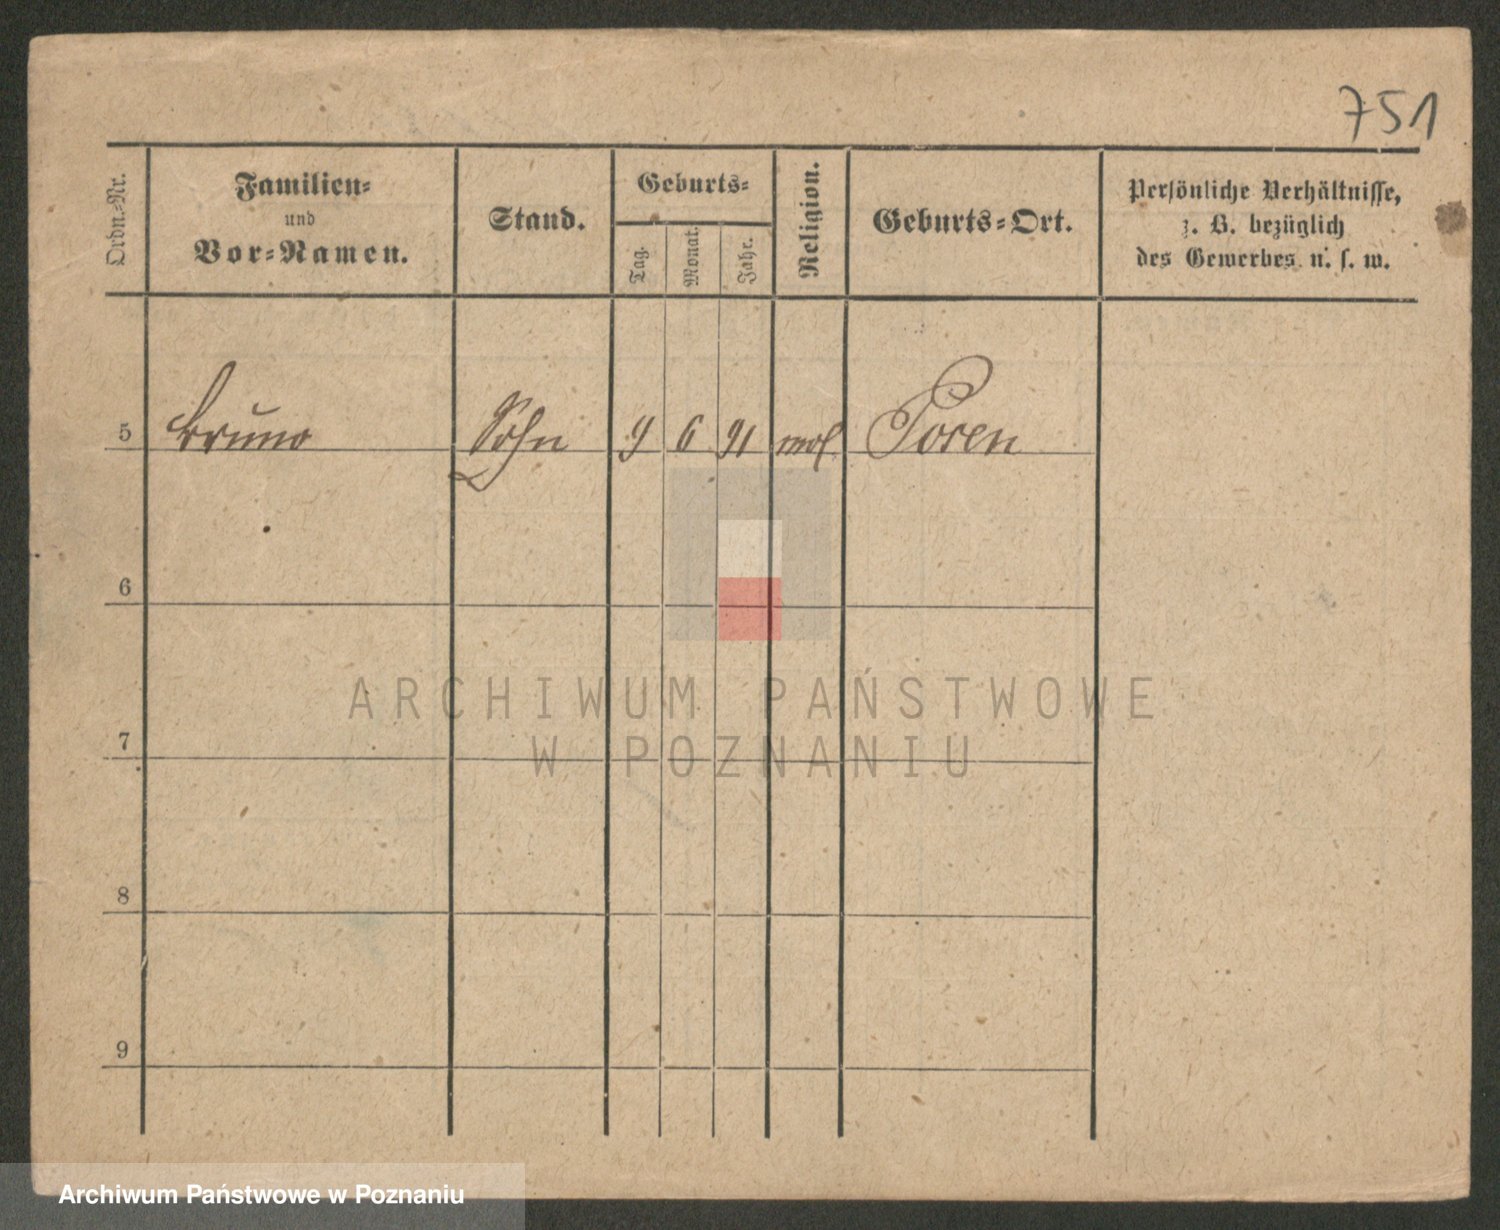 751
Ordn.-Nr.
Familien-
und
Vor-Namen.
Stand.
Geburts-
Tag.
Monat.
Jahr.
Religion.
Geburts-Ort.
Persönliche Verhältnisse,
z. B. bezüglich
des Gewerbes u. s. w.
5 Bruno Sohn 9 6 91 Posen
6
7
8
9
ARCHIWUM PAŃSTWOWE
W POZNANIU
Archiwum Państwowe w Poznaniu